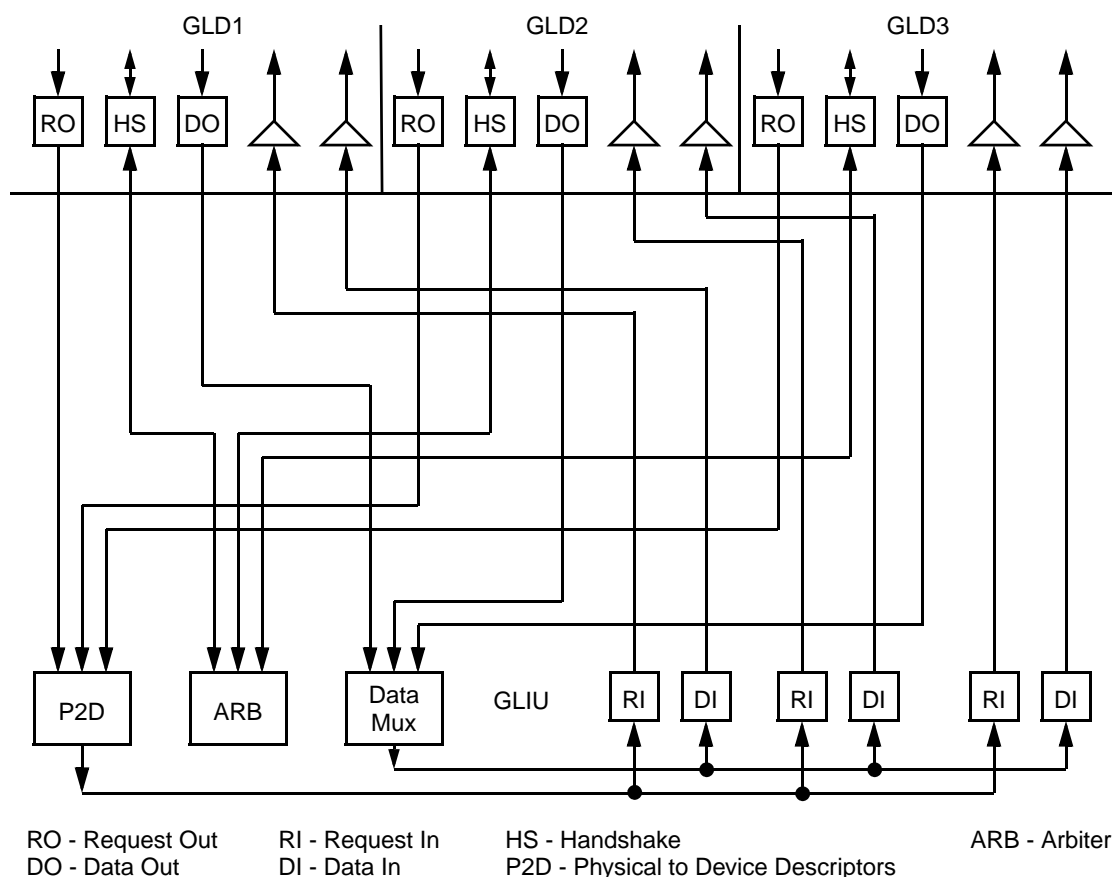 GLD1 GLD2 GLD3
RO HS DO RO HS DO RO HS DO
P2D ARB Data Mux GLIU RI DI RI DI RI DI
RO - Request Out RI - Request In HS - Handshake ARB - Arbiter
DO - Data Out DI - Data In P2D - Physical to Device Descriptors